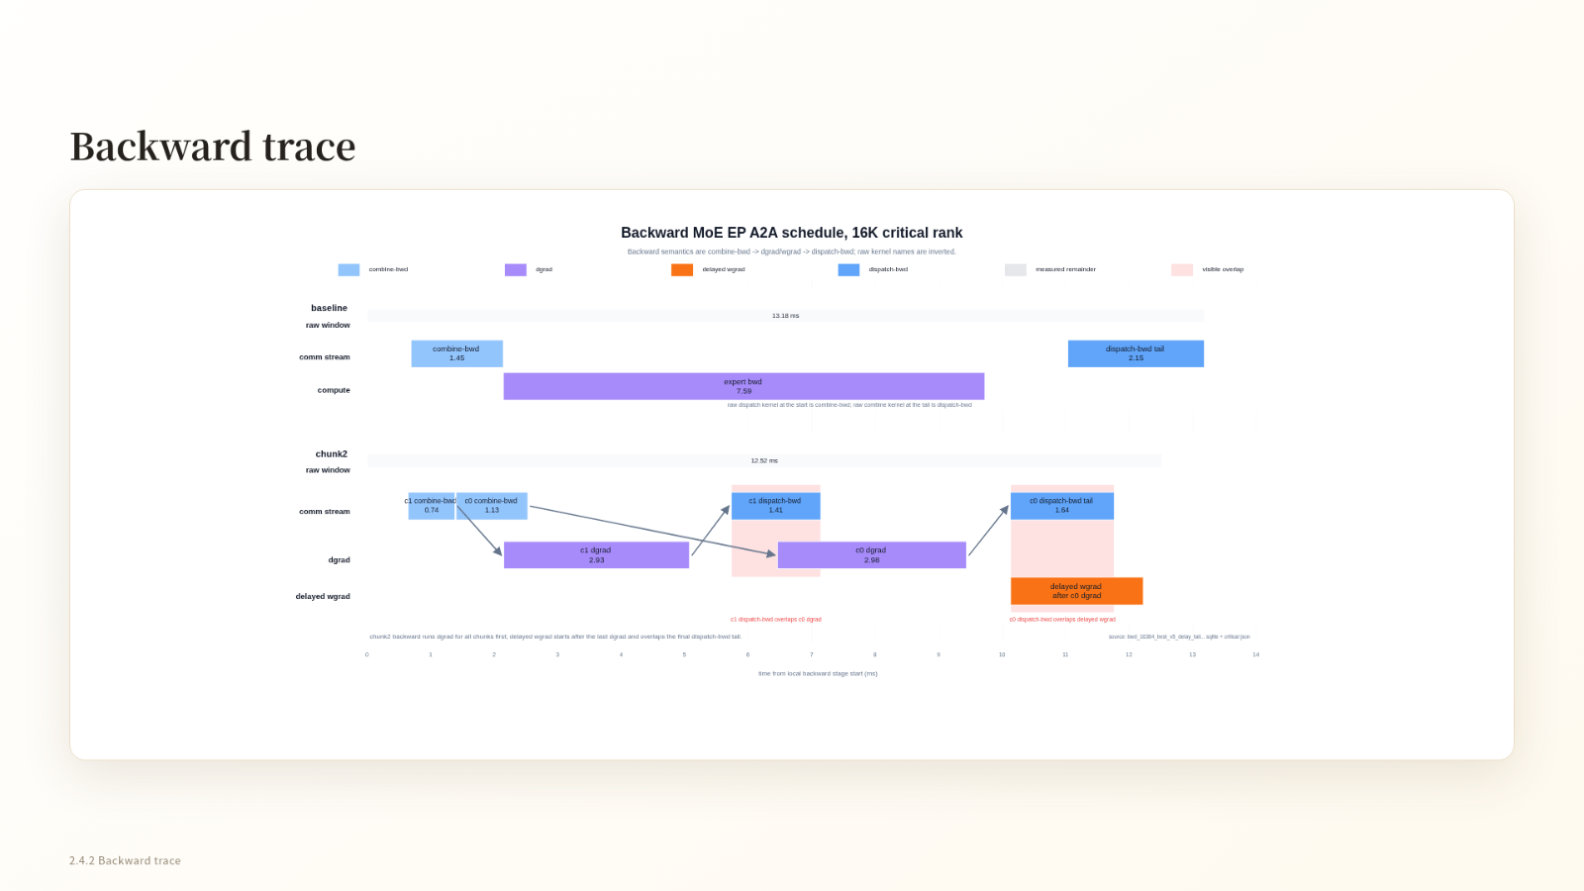 Backward trace
Backward MoE EP A2A schedule, 16K critical rank
Backward semantics are combine-bwd -> dgrad/wgrad -> dispatch-bwd; raw kernel names are inverted.
combine-bwd
dgrad
delayed wgrad
dispatch-bwd
measured remainder
visible overlap
baseline
raw window
13.18 ms
comm stream
combine-bwd
1.45
dispatch-bwd tail
2.15
compute
expert bwd
7.59
raw dispatch kernel at the start is combine-bwd; raw combine kernel at the tail is dispatch-bwd
chunk2
raw window
12.52 ms
comm stream
c1 combine-bwd
0.74
c0 combine-bwd
1.13
c1 dispatch-bwd
1.41
c0 dispatch-bwd tail
1.64
dgrad
c1 dgrad
2.93
c0 dgrad
2.98
delayed wgrad
delayed wgrad
after c0 dgrad
c1 dispatch-bwd overlaps c0 dgrad
c0 dispatch-bwd overlaps delayed wgrad
chunk2 backward runs dgrad for all chunks first; delayed wgrad starts after the last dgrad and overlaps the final dispatch-bwd tail.
0 1 2 3 4 5 6 7 8 9 10 11 12 13 14
time from local backward stage start (ms)
2.4.2 Backward trace